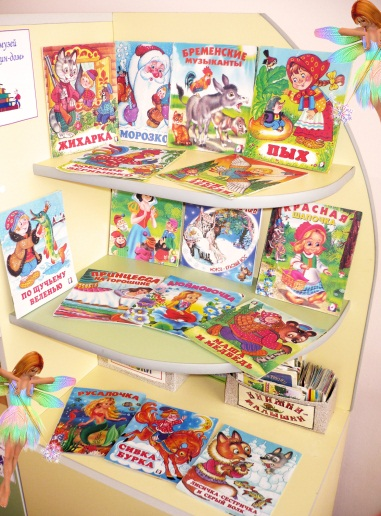 музей
ЖИХАРКА
МОРОЗКО
БРЕМЕНСКИЕ
МУЗЫКАНТЫ
ПЫХ
КРАСНАЯ
ШАПОЧКА
ПО ЩУЧЬЕМУ
ВЕЛЕНЬЮ
ПРИНЦЕССА
НА ГОРОШИНЕ
ДЮЙМОВОЧКА
МАША
И МЕДВЕДЬ
КНИЖКИ
МАЛЫШКИ
РУСАЛОЧКА
СИВКА-
БУРКА
ЛИСИЧКА-СЕСТРИЧКА
И СЕРЫЙ ВОЛК